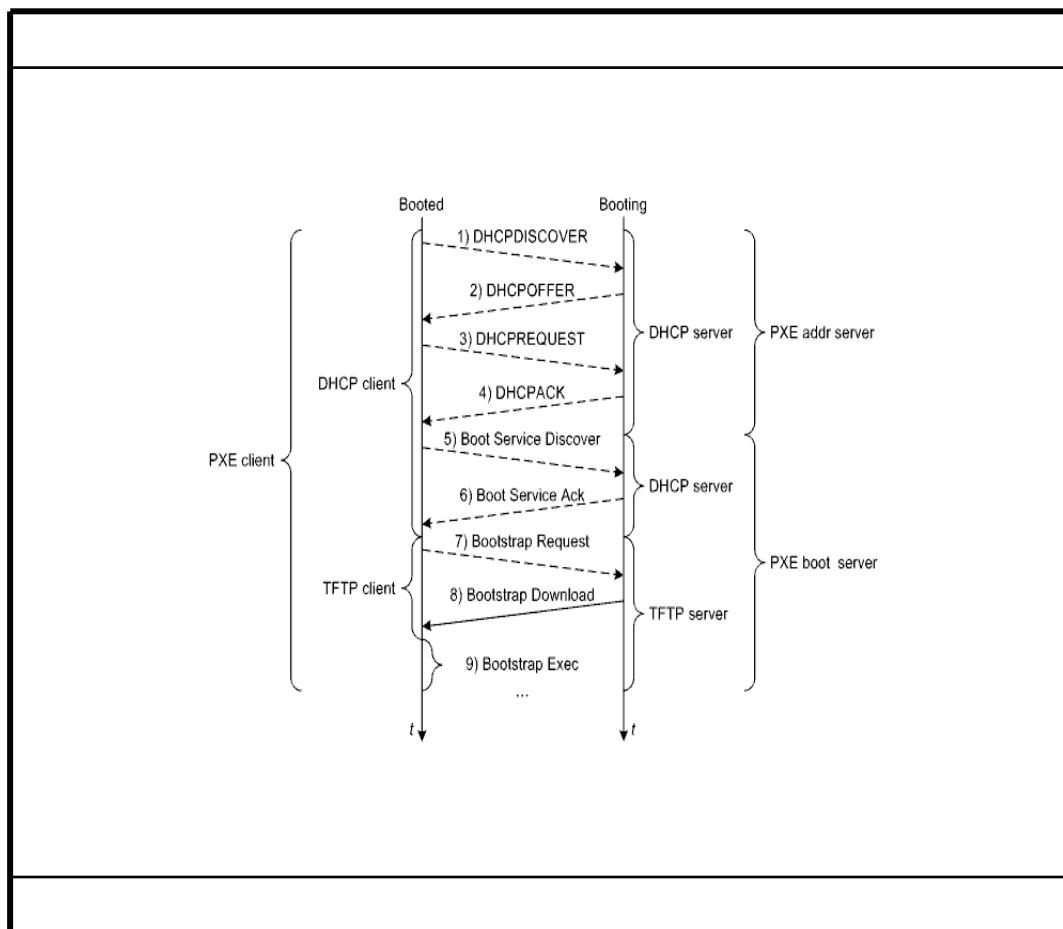 Booted
Booting
1) DHCPDISCOVER
2) DHCPOFFER
DHCP server
PXE addr server
3) DHCPREQUEST
DHCP client
4) DHCPACK
5) Boot Service Discover
PXE client
DHCP server
6) Boot Service Ack
7) Bootstrap Request
PXE boot server
TFTP client
8) Bootstrap Download
TFTP server
9) Bootstrap Exec
...
t
t